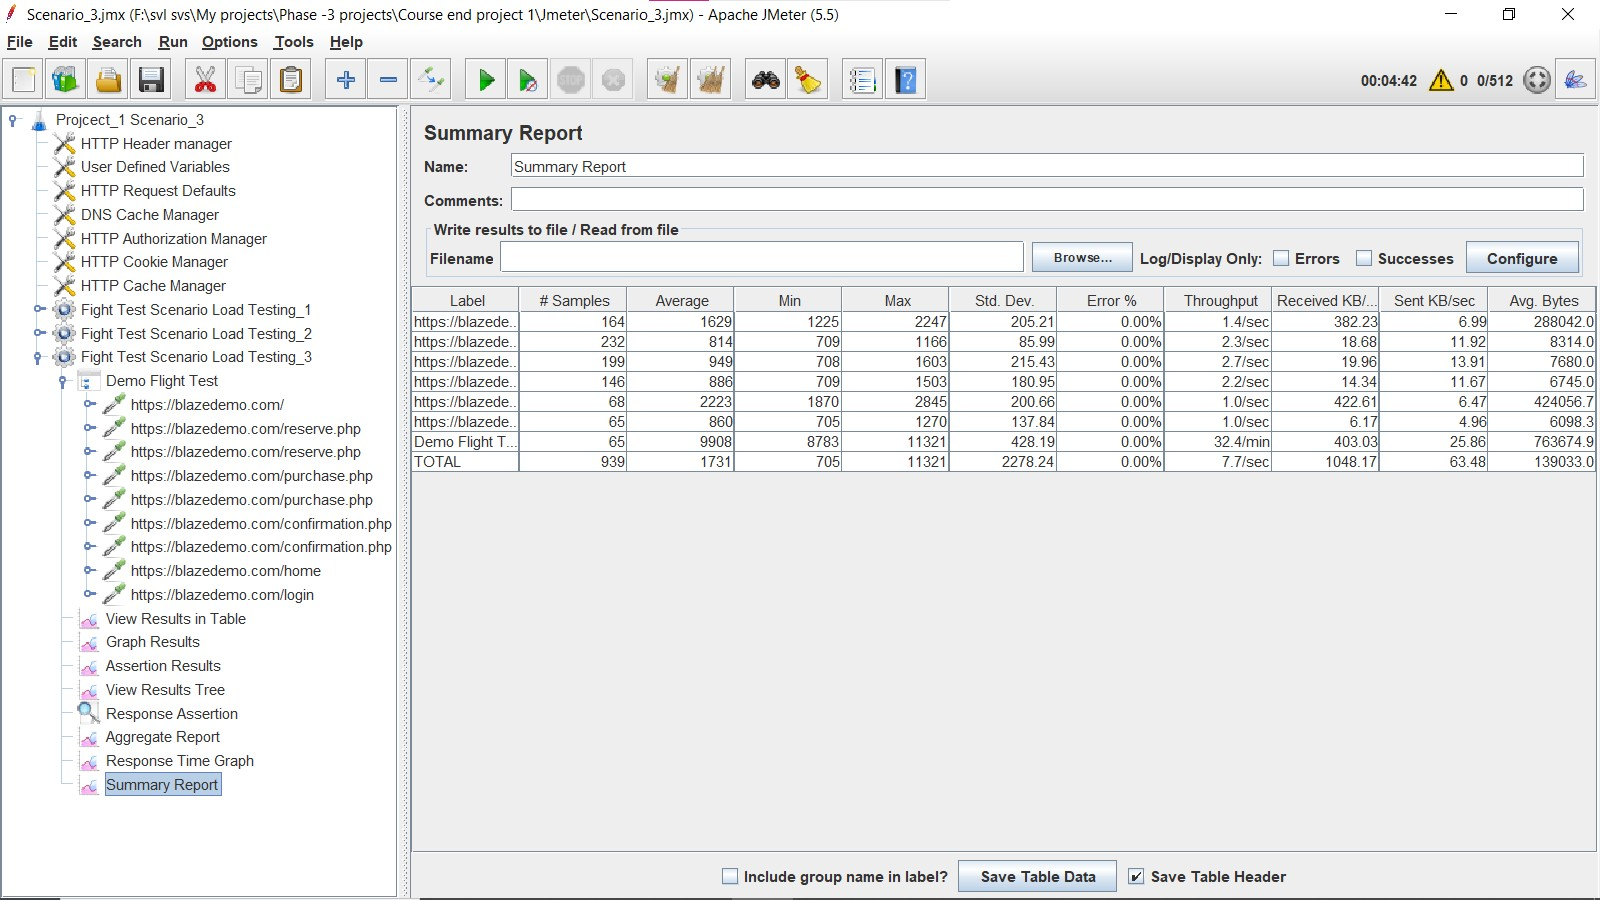 Scenario_3.jmx (F:\svl svs\My projects\Phase -3 projects\Course end project 1\Jmeter\Scenario_3.jmx) - Apache JMeter (5.5)
File Edit Search Run Options Tools Help
STOP
00:04:42 0 0/512
Projcect_1 Scenario_3
HTTP Header manager
User Defined Variables
HTTP Request Defaults
DNS Cache Manager
HTTP Authorization Manager
HTTP Cookie Manager
HTTP Cache Manager
Fight Test Scenario Load Testing_1
Fight Test Scenario Load Testing_2
Fight Test Scenario Load Testing_3
Demo Flight Test
https://blazedemo.com/
https://blazedemo.com/reserve.php
https://blazedemo.com/reserve.php
https://blazedemo.com/purchase.php
https://blazedemo.com/purchase.php
https://blazedemo.com/confirmation.php
https://blazedemo.com/confirmation.php
https://blazedemo.com/home
https://blazedemo.com/login
View Results in Table
Graph Results
Assertion Results
View Results Tree
Response Assertion
Aggregate Report
Response Time Graph
Summary Report
Summary Report
Name: Summary Report
Comments:
Write results to file / Read from file
Filename Browse... Log/Display Only: Errors Successes Configure
Label # Samples Average Min Max Std. Dev. Error % Throughput Received KB/... Sent KB/sec Avg. Bytes
https://blazede... 164 1629 1225 2247 205.21 0.00% 1.4/sec 382.23 6.99 288042.0
https://blazede... 232 814 709 1166 85.99 0.00% 2.3/sec 18.68 11.92 8314.0
https://blazede... 199 949 708 1603 215.43 0.00% 2.7/sec 19.96 13.91 7680.0
https://blazede... 146 886 709 1503 180.95 0.00% 2.2/sec 14.34 11.67 6745.0
https://blazede... 68 2223 1870 2845 200.66 0.00% 1.0/sec 422.61 6.47 424056.7
https://blazede... 65 860 705 1270 137.84 0.00% 1.0/sec 6.17 4.96 6098.3
Demo Flight T... 65 9908 8783 11321 428.19 0.00% 32.4/min 403.03 25.86 763674.9
TOTAL 939 1731 705 11321 2278.24 0.00% 7.7/sec 1048.17 63.48 139033.0
Include group name in label? Save Table Data Save Table Header